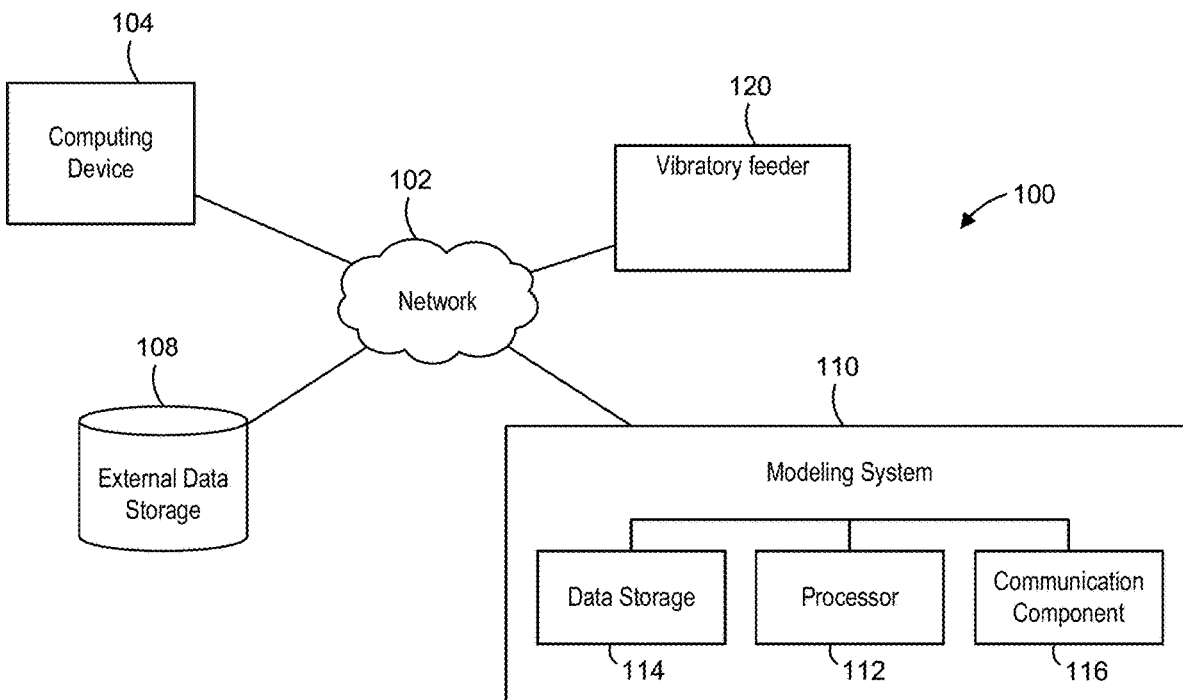 104
Computing
Device
120
Vibratory feeder
100
102
Network
108
External Data
Storage
110
Modeling System
Data Storage
Processor
Communication
Component
114
112
116